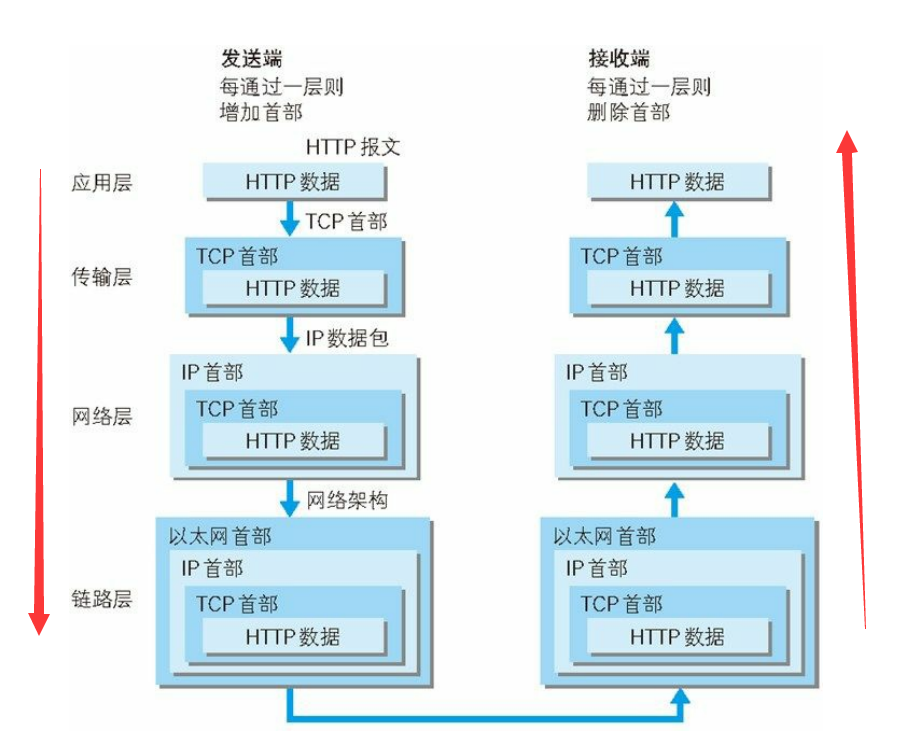 发送端
每通过一层则
增加首部
接收端
每通过一层则
删除首部
HTTP 报文
应用层
HTTP 数据
HTTP 数据
TCP 首部
传输层
TCP 首部
HTTP 数据
TCP 首部
HTTP 数据
IP 数据包
网络层
IP 首部
TCP 首部
HTTP 数据
IP 首部
TCP 首部
HTTP 数据
网络架构
链路层
以太网首部
IP 首部
TCP 首部
HTTP 数据
以太网首部
IP 首部
TCP 首部
HTTP 数据